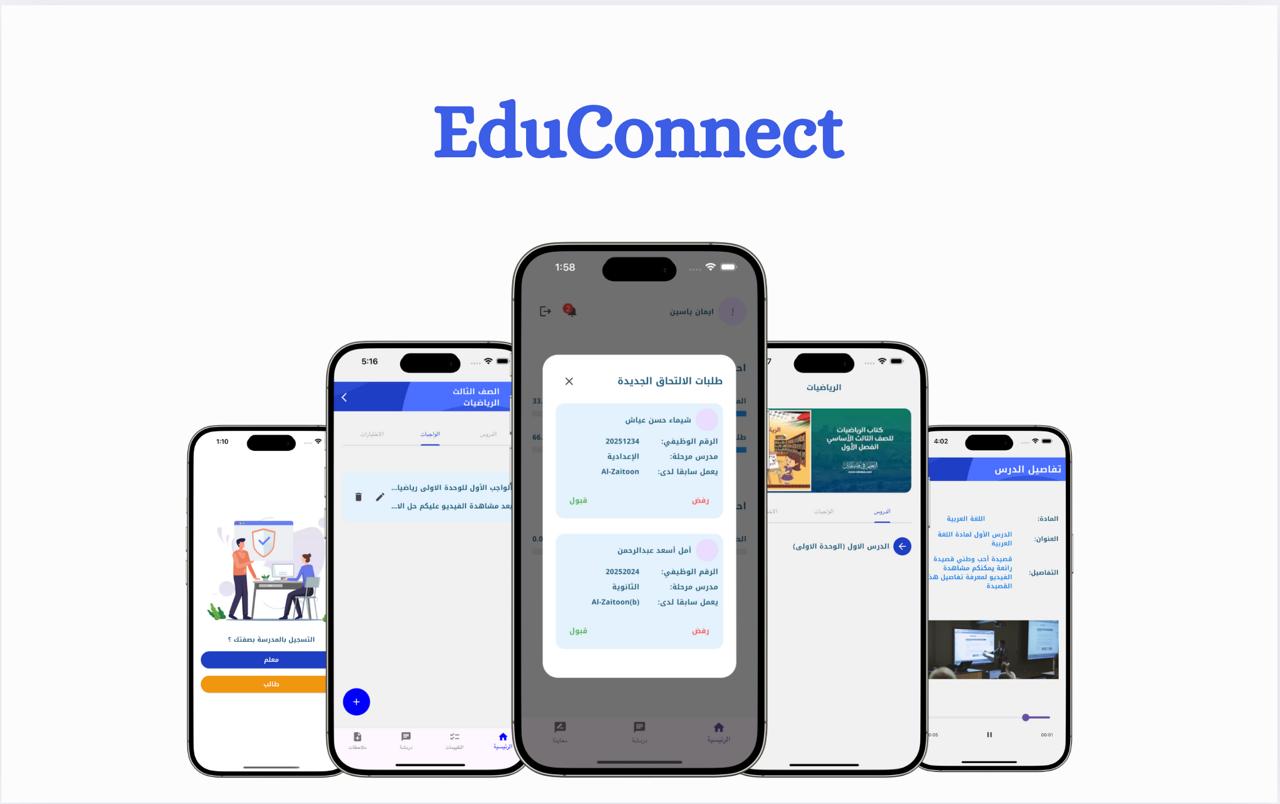 EduConnect
1:10
التسجيل بالمدرسة بصفتك ؟
معلم
طالب
5:16
الصف الثالث
الرياضيات
الدروس
الواجبات
الاختبارات
الواجب الأول للوحدة الاولى رياضيا...
بعد مشاهدة الفيديو عليكم حل الا...
الرئيسية
التقييمات
دردشة
ملاحظات
1:58
ايمان ياسين
طلبات الالتحاق الجديدة
شيماء حسن عياش
الرقم الوظيفي: 20251234
مدرس مرحلة: الإعدادية
يعمل سابقا لدى: Al-Zaitoon
رفض
قبول
أمل أسعد عبدالرحمن
الرقم الوظيفي: 20252024
مدرس مرحلة: الثانوية
يعمل سابقا لدى: Al-Zaitoon(b)
رفض
قبول
الرئيسية
دردشة
معاينة
الرياضيات
كتاب الرياضيات
للصف الثالث الأساسي
الفصل الأول
الدروس
الواجبات
الدرس الاول (الوحدة الاولى)
4:02
تفاصيل الدرس
المادة: اللغة العربية
العنوان: الدرس الأول لمادة اللغة
العربية
التفاصيل: قصيدة أحب وطني قصيدة
رائعة يمكنكم مشاهدة
الفيديو لمعرفة تفاصيل هذ
القصيدة
00:01